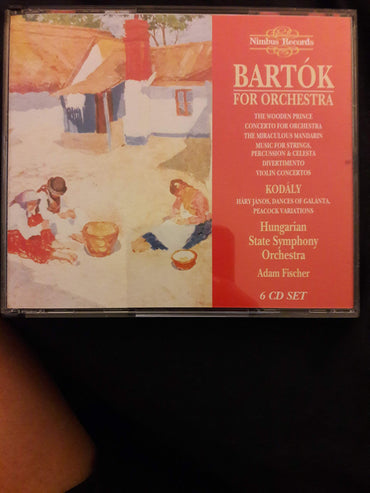 Nimbus Records
BARTÓK
FOR ORCHESTRA
THE WOODEN PRINCE
CONCERTO FOR ORCHESTRA
THE MIRACULOUS MANDARIN
MUSIC FOR STRINGS,
PERCUSSION & CELESTA
DIVERTIMENTO
VIOLIN CONCERTOS
KODÁLY
HÁRY JÁNOS, DANCES OF GALANTA,
PEACOCK VARIATIONS
Hungarian
State Symphony
Orchestra
Adam Fischer
6 CD SET